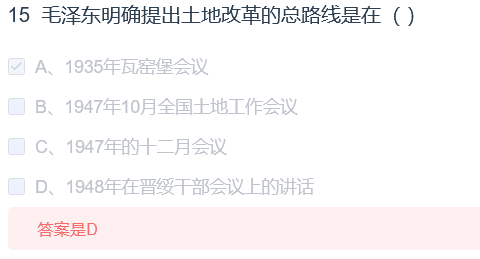 15 毛泽东明确提出土地改革的总路线是在（ ）
A、1935年瓦窑堡会议
B、1947年10月全国土地工作会议
C、1947年的十二月会议
D、1948年在晋绥干部会议上的讲话
答案是D